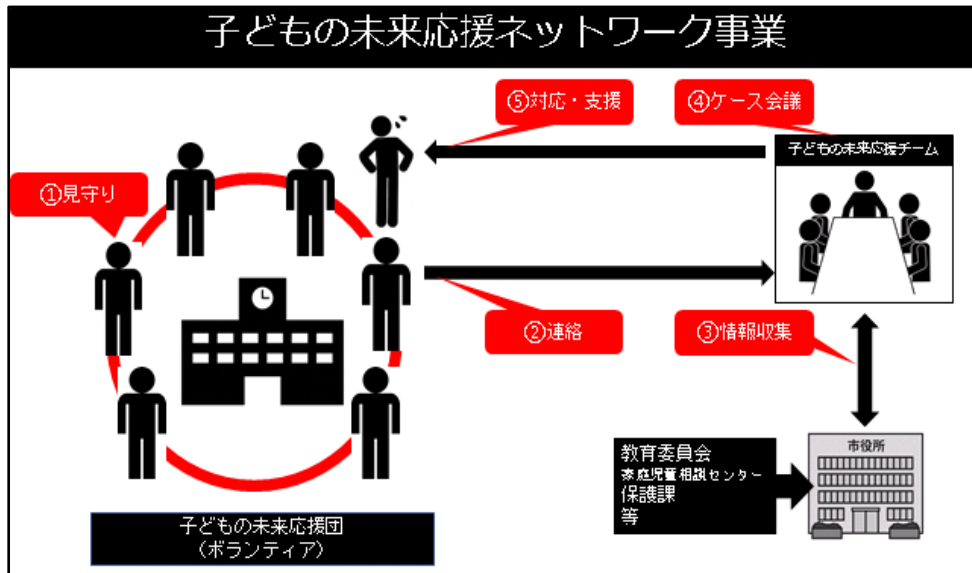 子どもの未来応援ネットワーク事業
⑤対応・支援
④ケース会議
子どもの未来応援チーム
①見守り
②連絡
③情報収集
市役所
教育委員会
家庭児童相談センター
保護課
等
子どもの未来応援団
(ボランティア)